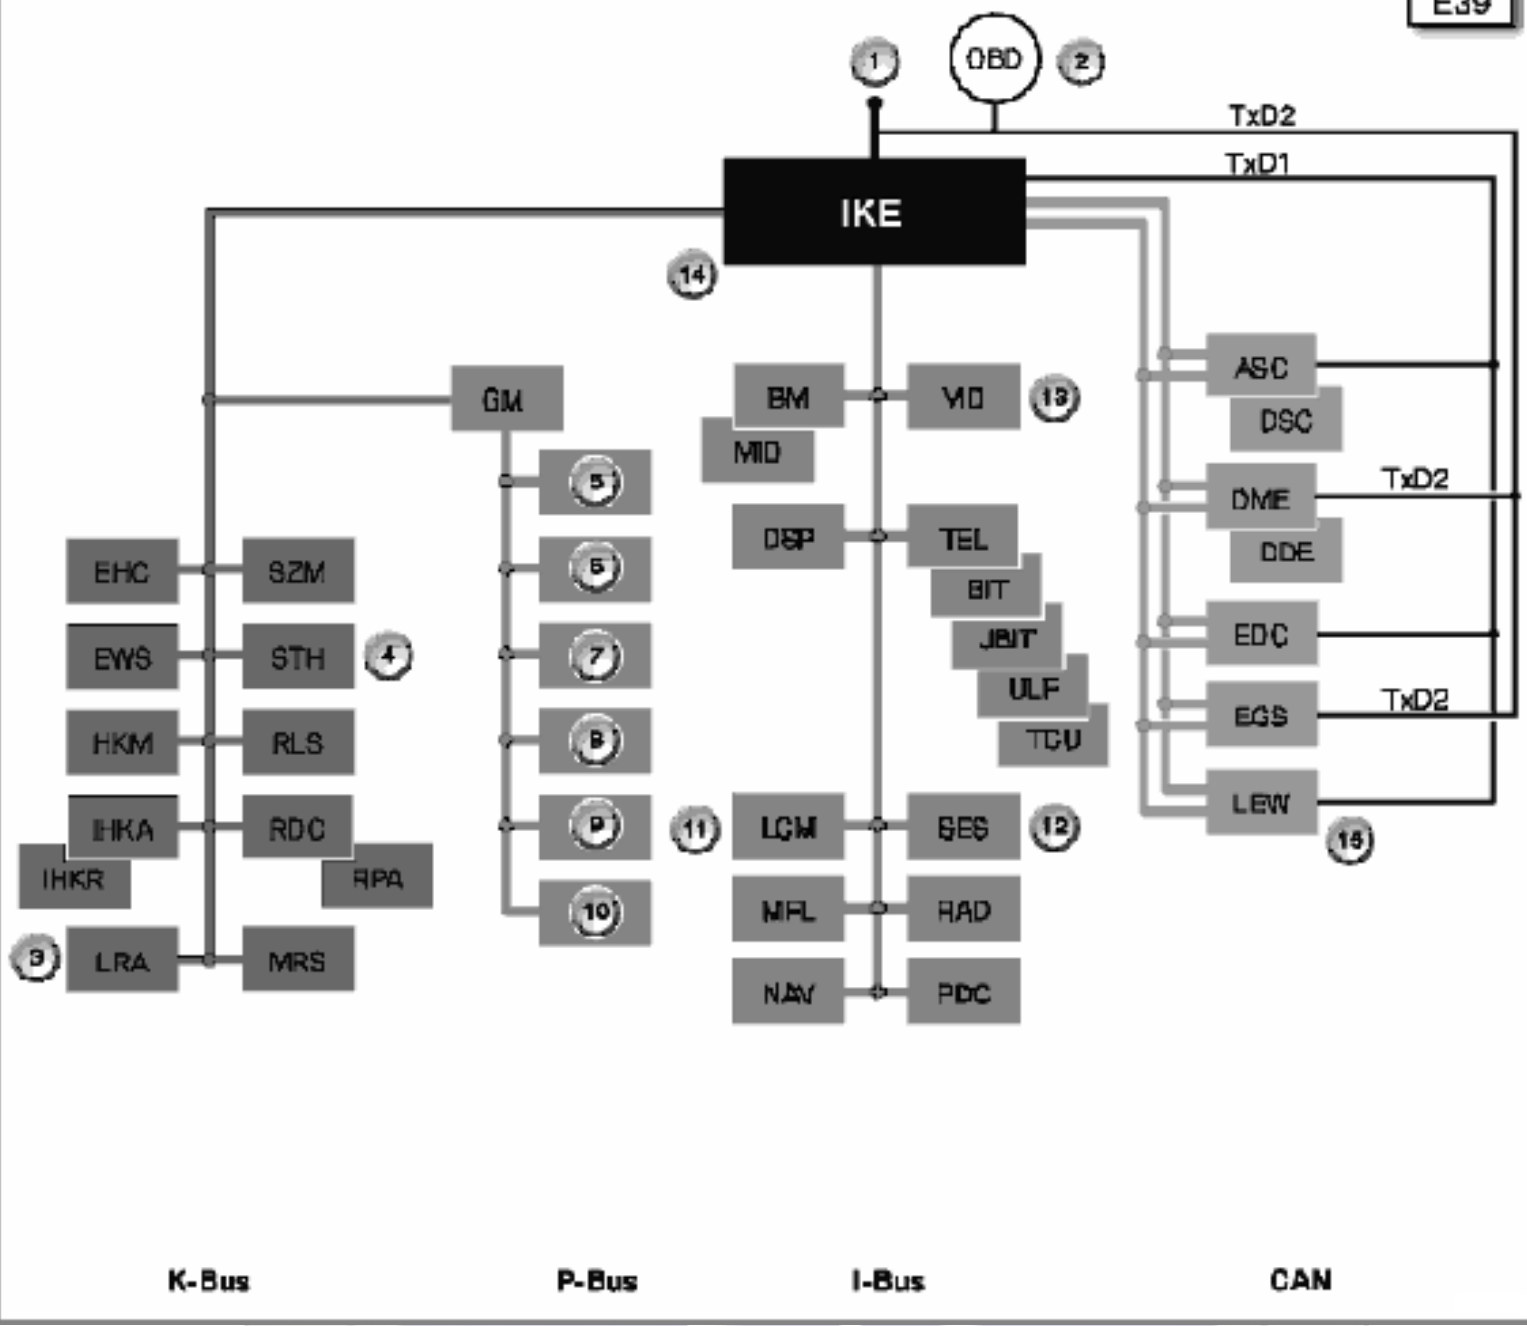 E39
1
OBD
2
TxD2
TxD1
IKE
14
GM
BM
VID
13
MID
ASC
DSC
5
DSP
TEL
DME
TxD2
DDE
EHC
SZM
6
BIT
JBIT
EDC
EWS
STH
4
7
ULF
TCU
EGS
TxD2
HKM
RLS
8
IHKA
RDC
9
11
LCM
SES
12
LEW
15
IHKR
RPA
10
MFL
RAD
3
LRA
MRS
NAV
PDC
K-Bus
P-Bus
I-Bus
CAN